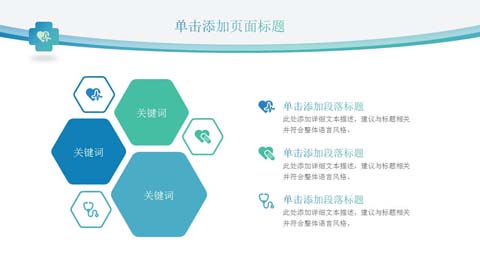 单击添加页面标题
关键词
关键词
关键词
单击添加段落标题
此处添加详细文本描述，建议与标题相关
并符合整体语言风格。
单击添加段落标题
此处添加详细文本描述，建议与标题相关
并符合整体语言风格。
单击添加段落标题
此处添加详细文本描述，建议与标题相关
并符合整体语言风格。